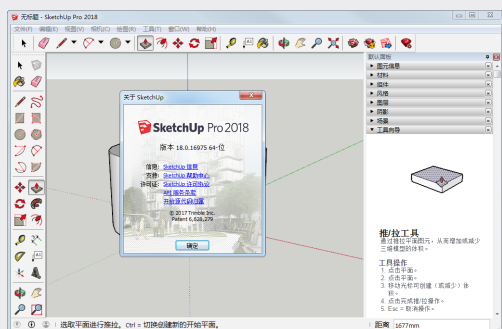 无标题 - SketchUp Pro 2018
文件(F) 编辑(E) 视图(V) 相机(C) 绘图(R) 工具(T) 窗口(W) 帮助(H)
默认面板
图元信息
材料
组件
风格
图层
阴影
场景
工具向导
关于 SketchUp
SketchUp Pro 2018
版本 18.0.16975 64-位
信息: SketchUp 信息
支持: SketchUp 帮助中心
许可证: SketchUp 许可协议
API 服务条款
开放源代码归属
© 2017 Trimble Inc.
Patent 6,628,279
确定
推/拉工具
通过推拉平面图元，从而增加或减少
三维模型的体积。
工具操作
1. 点击平面。
2. 点击平面。
3. 移动光标可创建（或减少）体
积。
4. 点击完成推/拉操作。
5. Esc = 取消操作。
选取平面进行推拉。Ctrl = 切换创建新的开始平面。
距离 1677mm